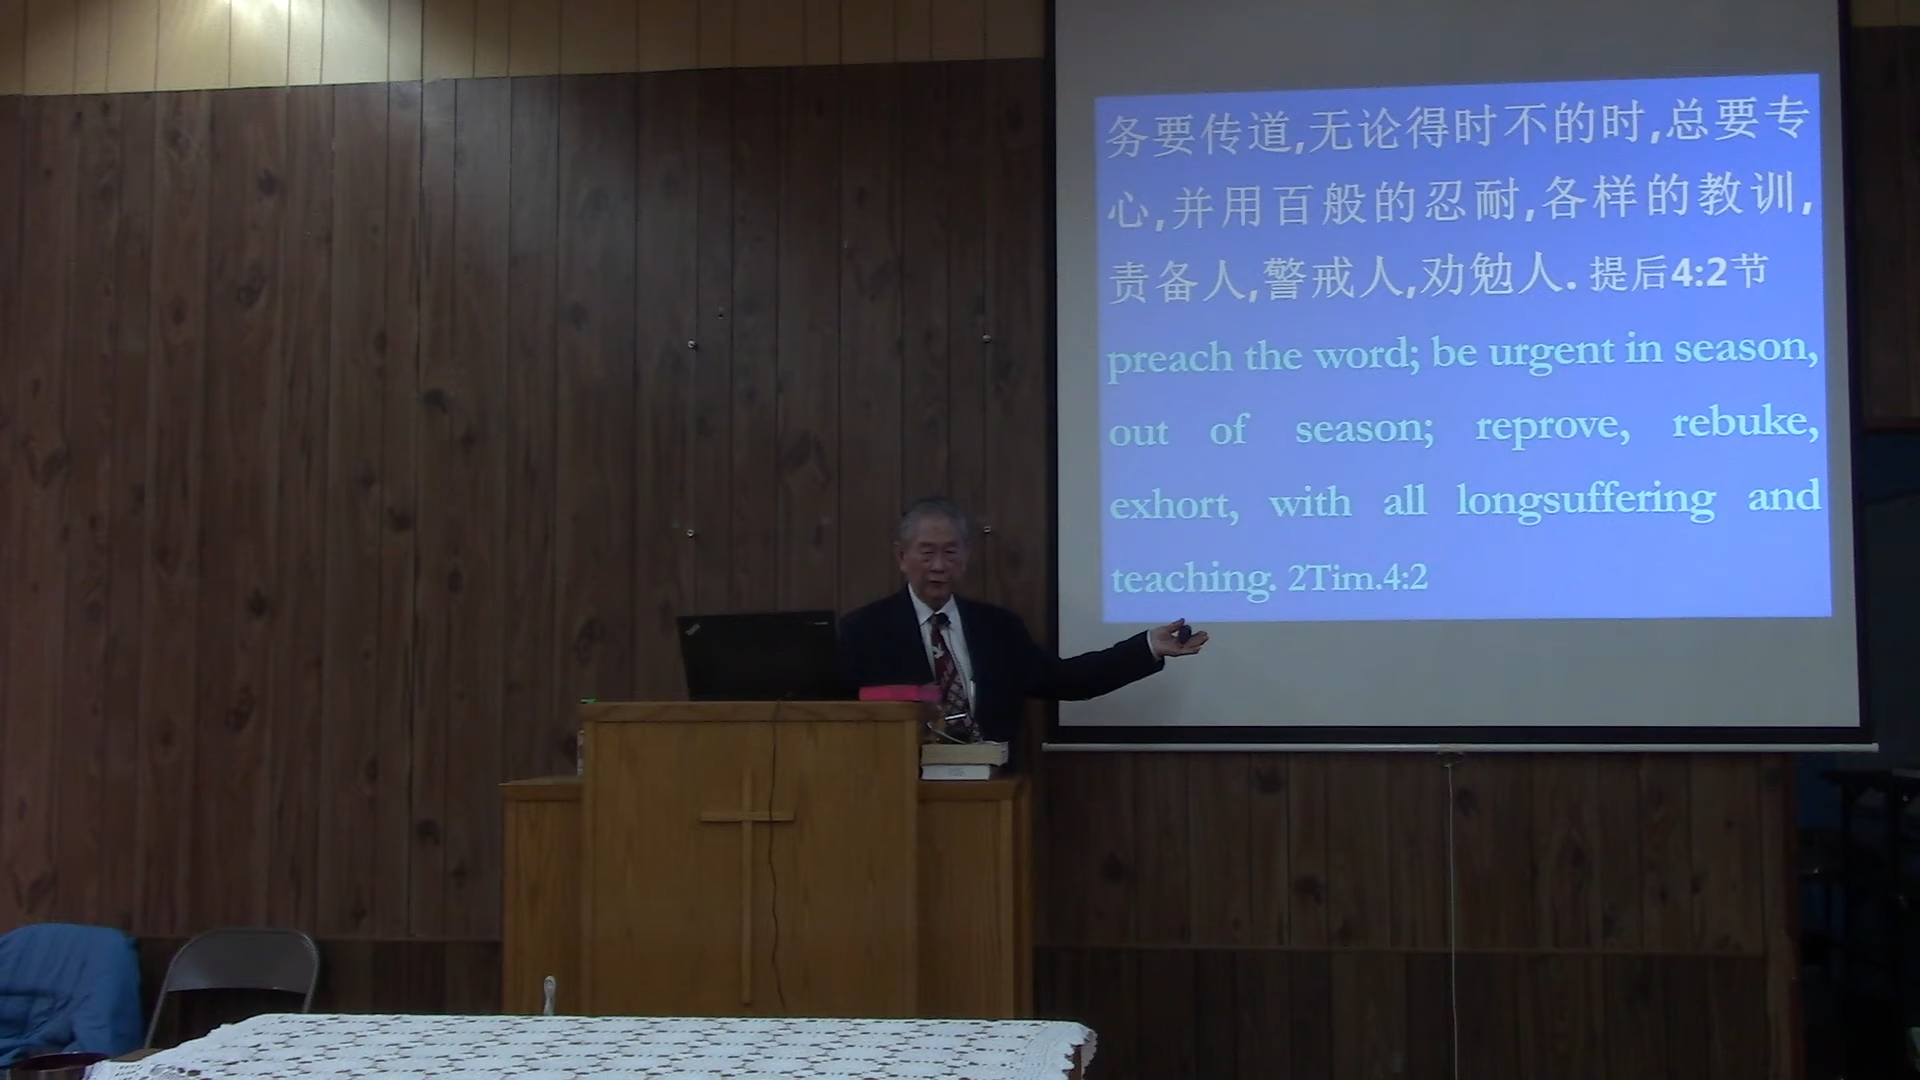 务要传道,无论得时不的时,总要专
心,并用百般的忍耐,各样的教训,
责备人,警戒人,劝勉人. 提后4:2节
preach the word; be urgent in season,
out of season; reprove, rebuke,
exhort, with all longsuffering and
teaching. 2Tim.4:2